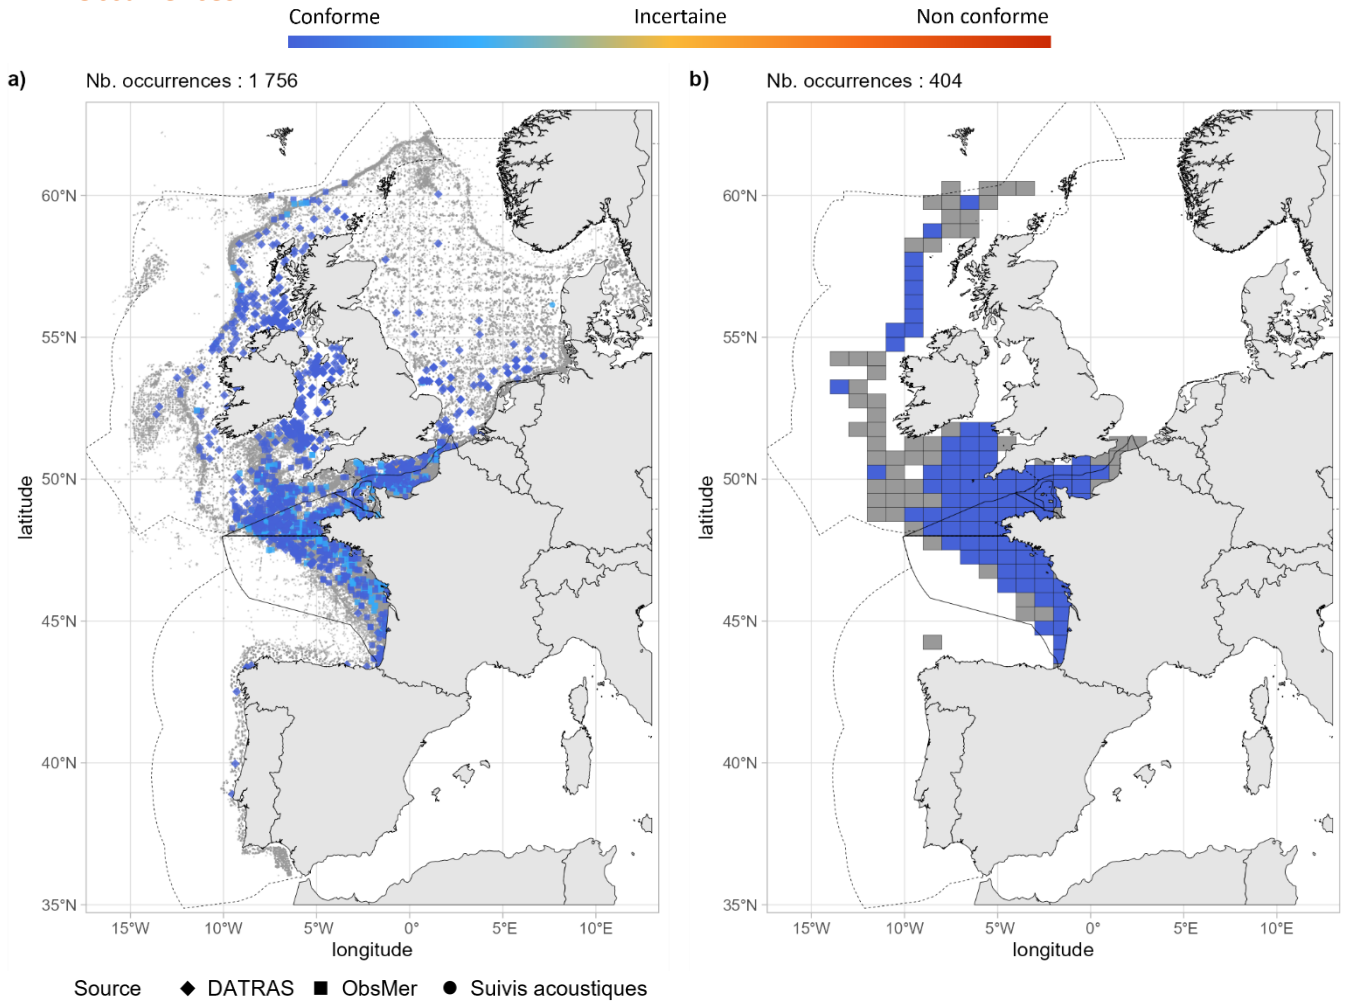 Conforme Incertaine Non conforme
a) Nb. occurrences : 1 756
b) Nb. occurrences : 404
60°N
55°N
50°N
45°N
40°N
35°N
latitude
15°W 10°W 5°W 0° 5°E 10°E
longitude
60°N
55°N
50°N
45°N
40°N
35°N
latitude
15°W 10°W 5°W 0° 5°E 10°E
longitude
Source DATRAS ObsMer Suivis acoustiques